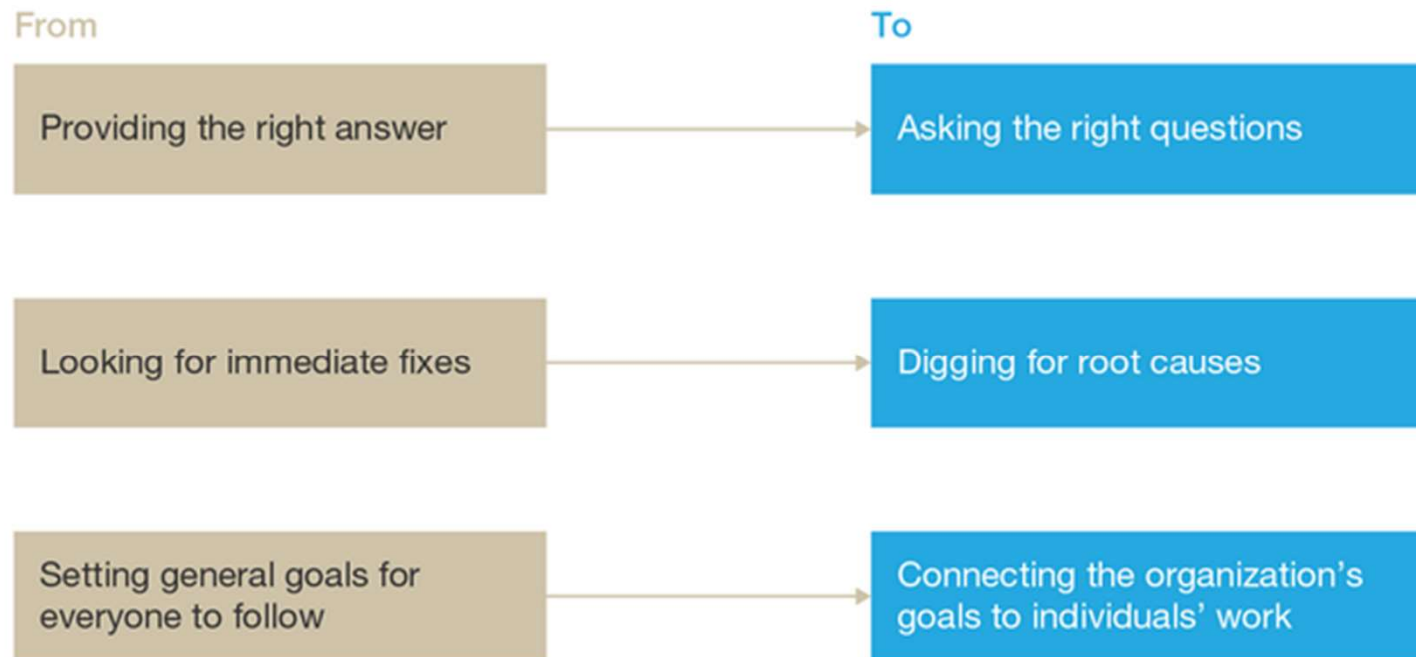 From
To
Providing the right answer
Asking the right questions
Looking for immediate fixes
Digging for root causes
Setting general goals for
everyone to follow
Connecting the organization's
goals to individuals' work